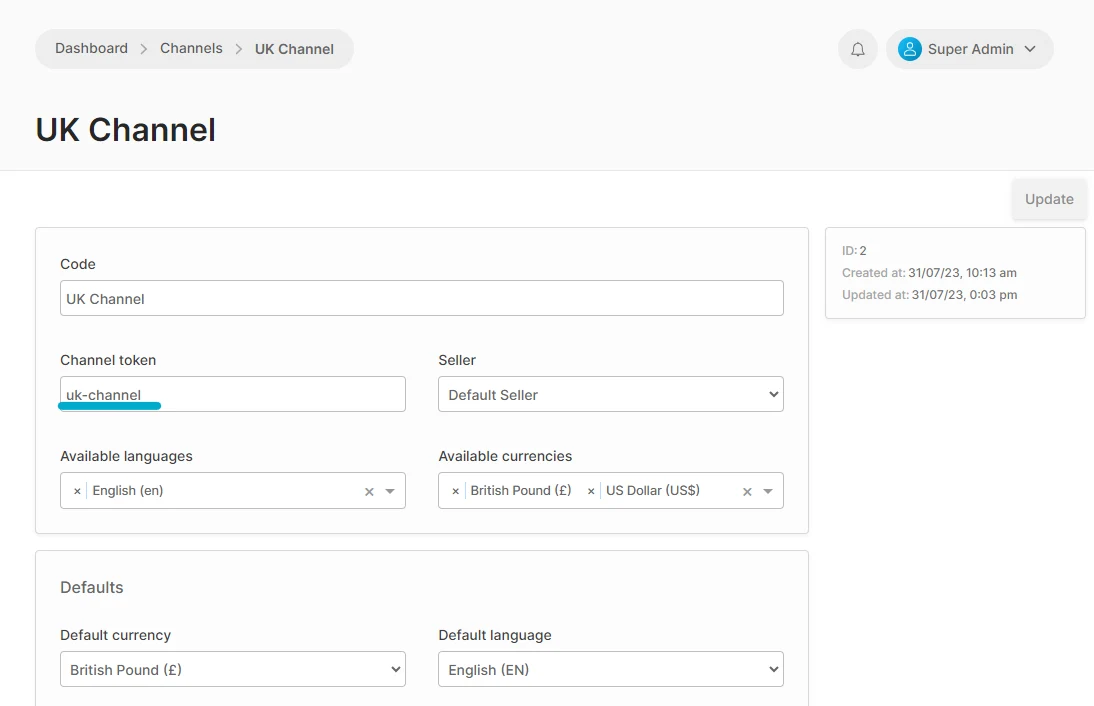 Dashboard > Channels > UK Channel
Super Admin
UK Channel
Update
Code
UK Channel
ID: 2
Created at: 31/07/23, 10:13 am
Updated at: 31/07/23, 0:03 pm
Channel token
Seller
uk-channel
Default Seller
Available languages
Available currencies
× English (en)
× British Pound (£) × US Dollar (US$)
Defaults
Default currency
Default language
British Pound (£)
English (EN)